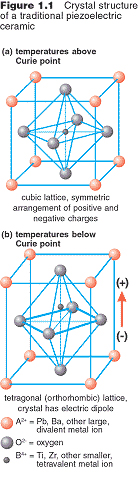 Figure 1.1 Crystal structure
of a traditional piezoelectric
ceramic
(a) temperatures above
Curie point
cubic lattice, symmetric
arrangement of positive and
negative charges
(b) temperatures below
Curie point
(+)
(-)
tetragonal (orthorhombic) lattice,
crystal has electric dipole
A²⁺ = Pb, Ba, other large,
divalent metal ion
O²⁻ = oxygen
B⁴⁺ = Ti, Zr, other smaller,
tetravalent metal ion